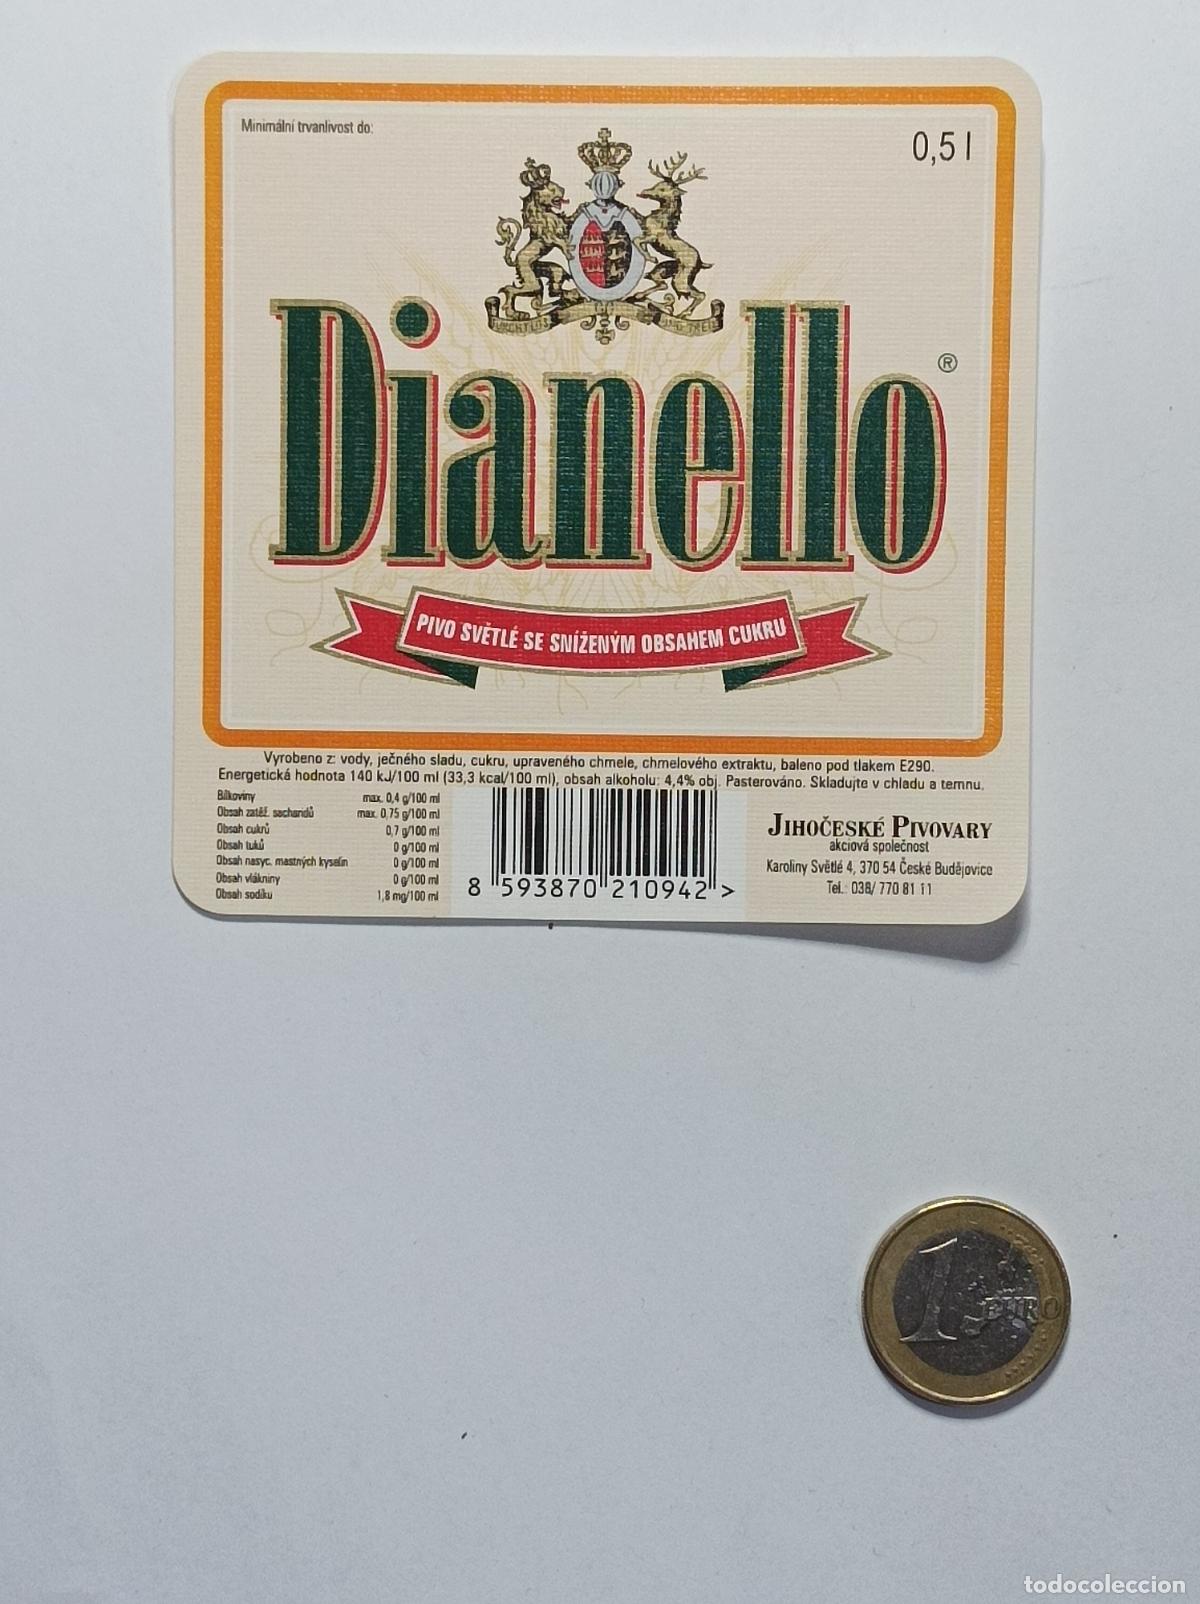 Minimální trvanlivost do:
0,5 l
Dianello
®
PIVO SVĚTLÉ SE SNÍŽENÝM OBSAHEM CUKRU
Vyrobeno z: vody, ječného sladu, cukru, upraveného chmele, chmelového extraktu, baleno pod tlakem E290.
Energetická hodnota 140 kJ/100 ml (33,3 kcal/100 ml), obsah alkoholu: 4,4% obj. Pasterováno. Skladujte v chladu a temnu.
Bílkoviny max. 0,4 g/100 ml
Obsah zatěž. sacharidů max. 0,75 g/100 ml
Obsah cukrů 0,7 g/100 ml
Obsah tuků 0 g/100 ml
Obsah nasyc. mastných kyselin 0 g/100 ml
Obsah vlákniny 0 g/100 ml
Obsah sodíku 1,8 mg/100 ml
8 593870 210942 >
JIHOČESKÉ PIVOVARY
akciová společnost
Karoliny Světlé 4, 370 54 České Budějovice
Tel.: 038/ 770 81 11
1 EURO
todocoleccion